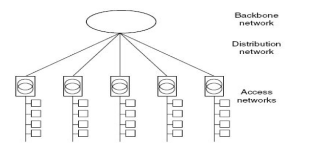 Backbone
network
Distribution
network
Access
networks